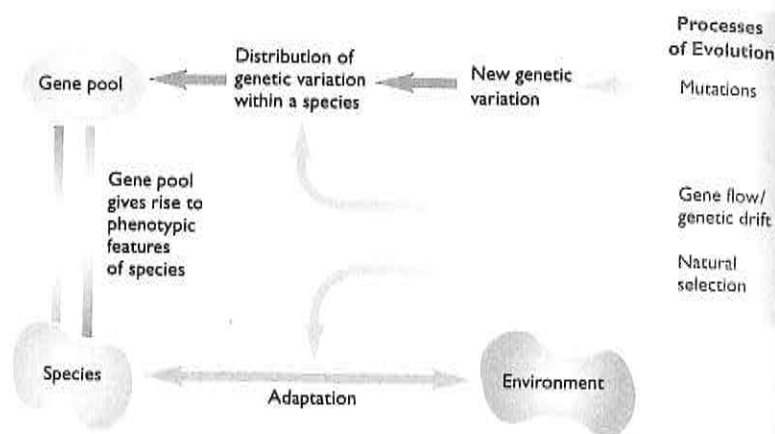 Processes
of Evolution
Distribution of
genetic variation
within a species
Gene pool
New genetic
variation
Mutations
Gene pool
gives rise to
phenotypic
features
of species
Gene flow/
genetic drift
Natural
selection
Species
Adaptation
Environment